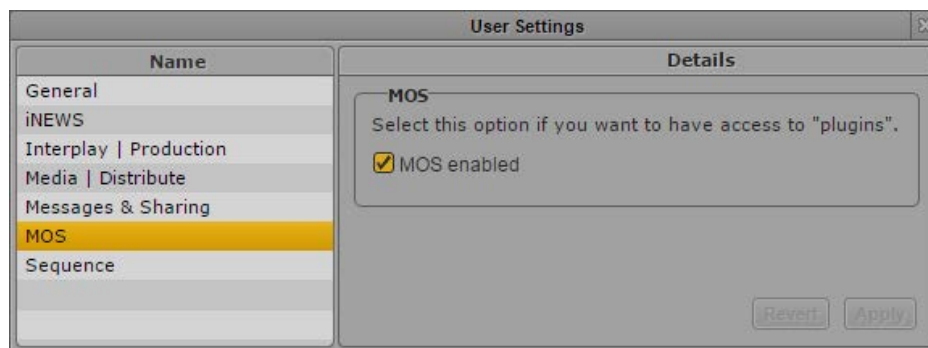 User Settings
Name
General
iNEWS
Interplay | Production
Media | Distribute
Messages & Sharing
MOS
Sequence
Details
MOS
Select this option if you want to have access to "plugins".
MOS enabled
Revert
Apply